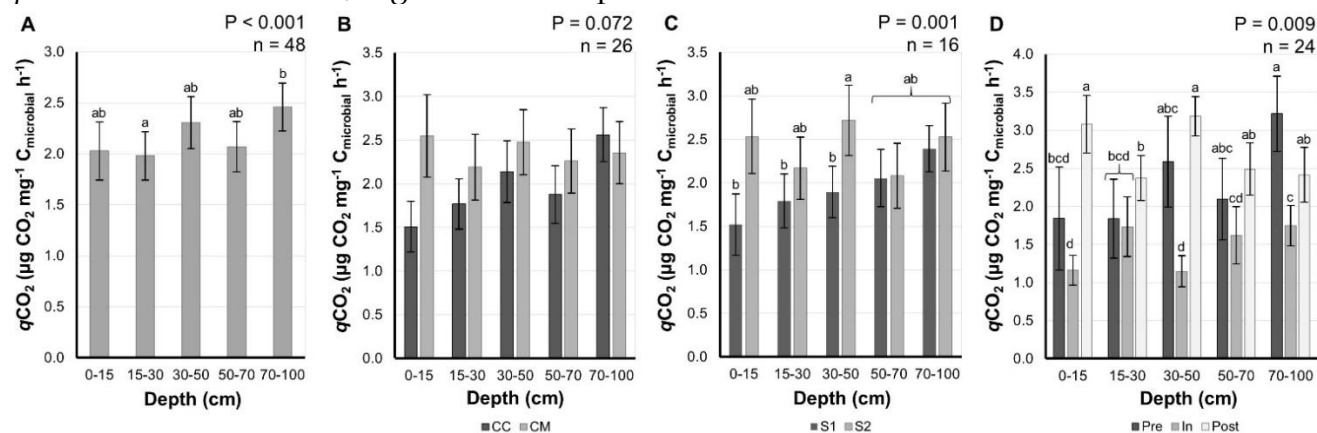 A
P < 0.001
n = 48
qCO2 (µg CO2 mg-1 Cmicrobial h-1)
3.0
2.5
2.0
1.5
1.0
0.5
0.0
ab
a
ab
ab
b
0-15 15-30 30-50 50-70 70-100
Depth (cm)
B
P = 0.072
n = 26
qCO2 (µg CO2 mg-1 Cmicrobial h-1)
3.5
3.0
2.5
2.0
1.5
1.0
0.5
0.0
0-15 15-30 30-50 50-70 70-100
Depth (cm)
CC CM
C
P = 0.001
n = 16
qCO2 (µg CO2 mg-1 Cmicrobial h-1)
3.5
3.0
2.5
2.0
1.5
1.0
0.5
0.0
b
ab
b
ab
b
a
ab
0-15 15-30 30-50 50-70 70-100
Depth (cm)
S1 S2
D
P = 0.009
n = 24
qCO2 (µg CO2 mg-1 Cmicrobial h-1)
4.0
3.5
3.0
2.5
2.0
1.5
1.0
0.5
0.0
bcd
d
a
bcd
b
abc
d
a
abc
cd
ab
a
c
ab
0-15 15-30 30-50 50-70 70-100
Depth (cm)
Pre In Post